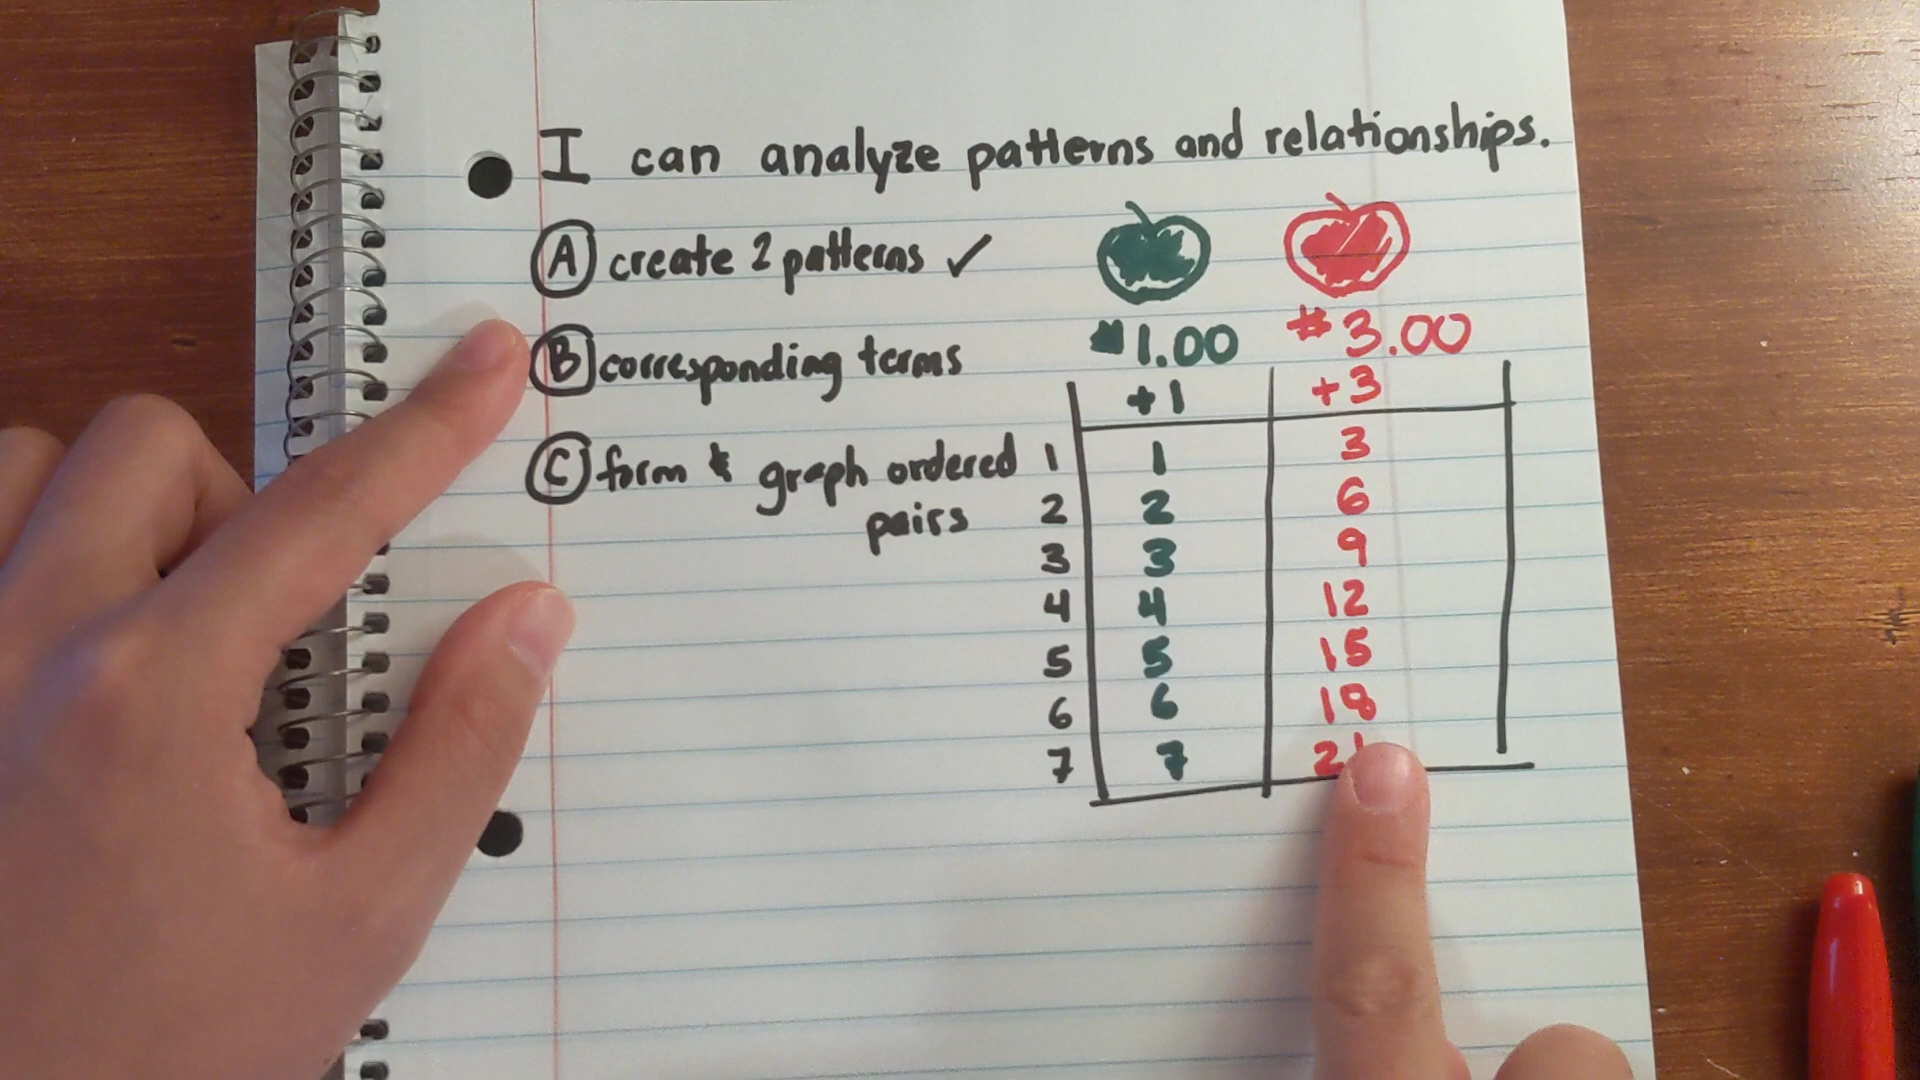 I can analyze patterns and relationships.
A create 2 patterns ✓
B corresponding terms
C form & graph ordered
pairs
$1.00 $3.00
+1 +3
1 1 3
2 2 6
3 3 9
4 4 12
5 5 15
6 6 18
7 7 21